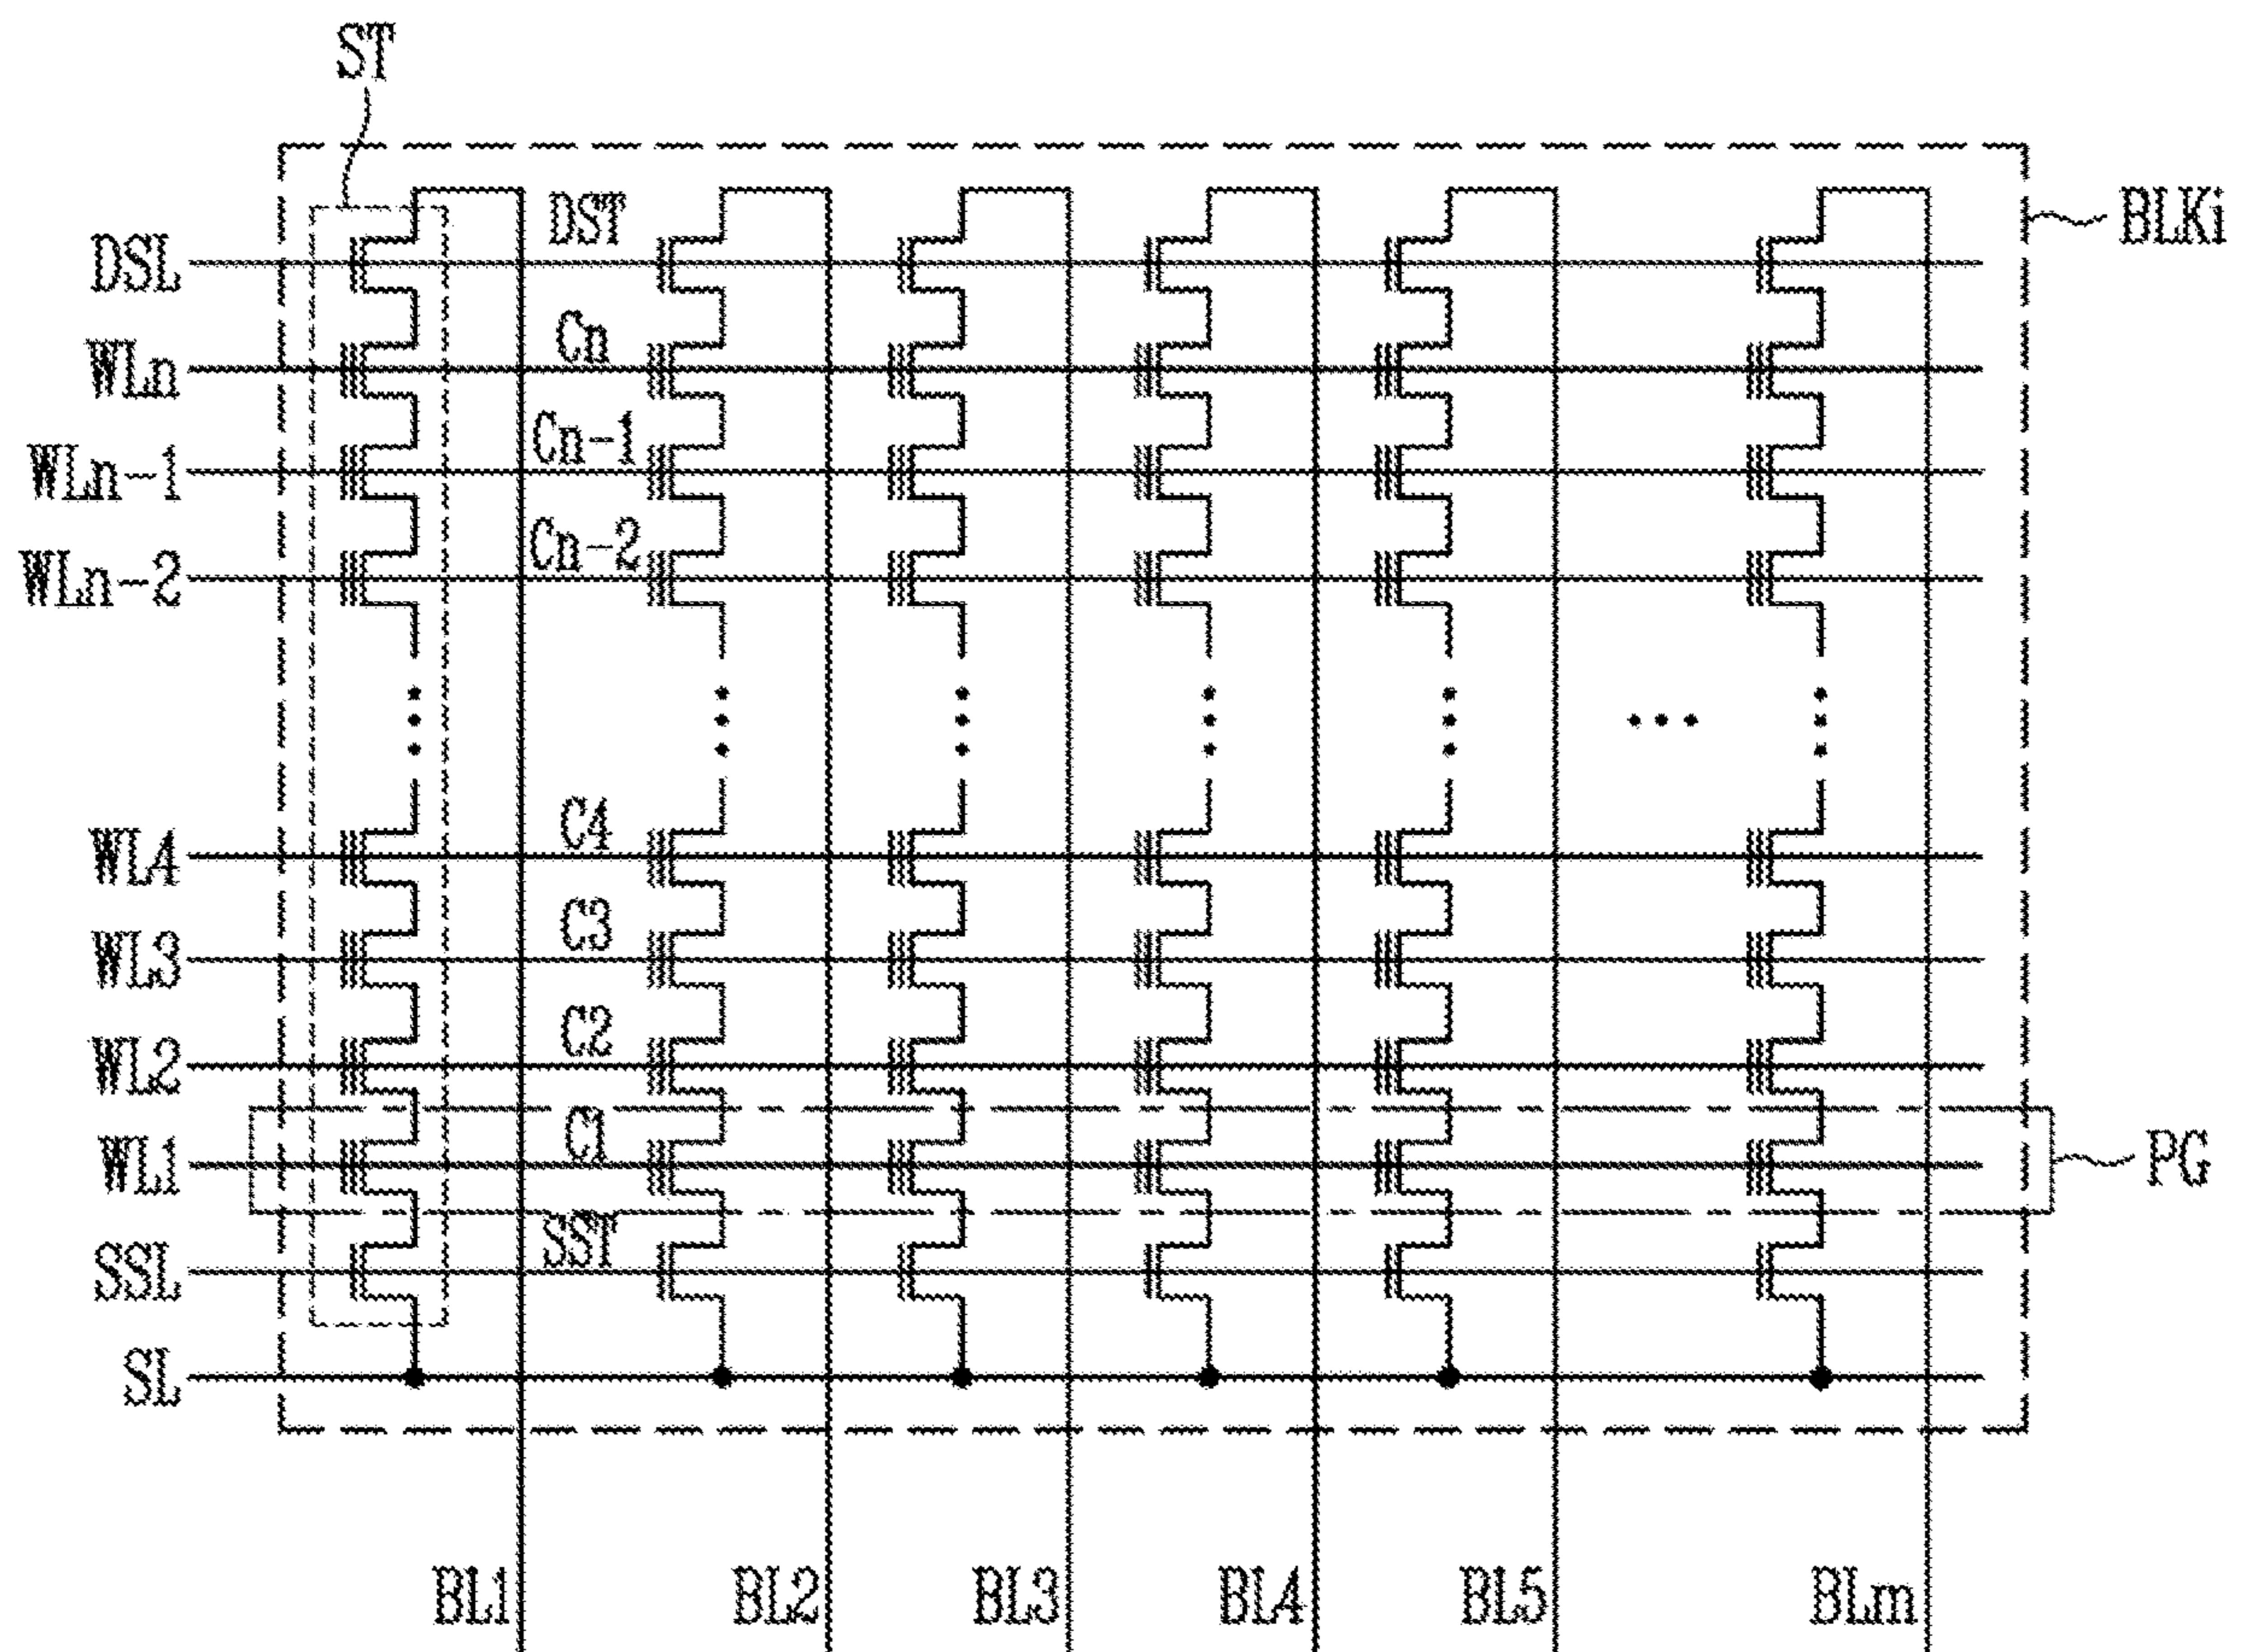 ST
BLKi
DSL
DST
WLn
Cn
WLn-1
Cn-1
WLn-2
Cn-2
WL4
C4
WL3
C3
WL2
C2
WL1
C1
PG
SSL
SST
SL
BL1
BL2
BL3
BL4
BL5
BLm